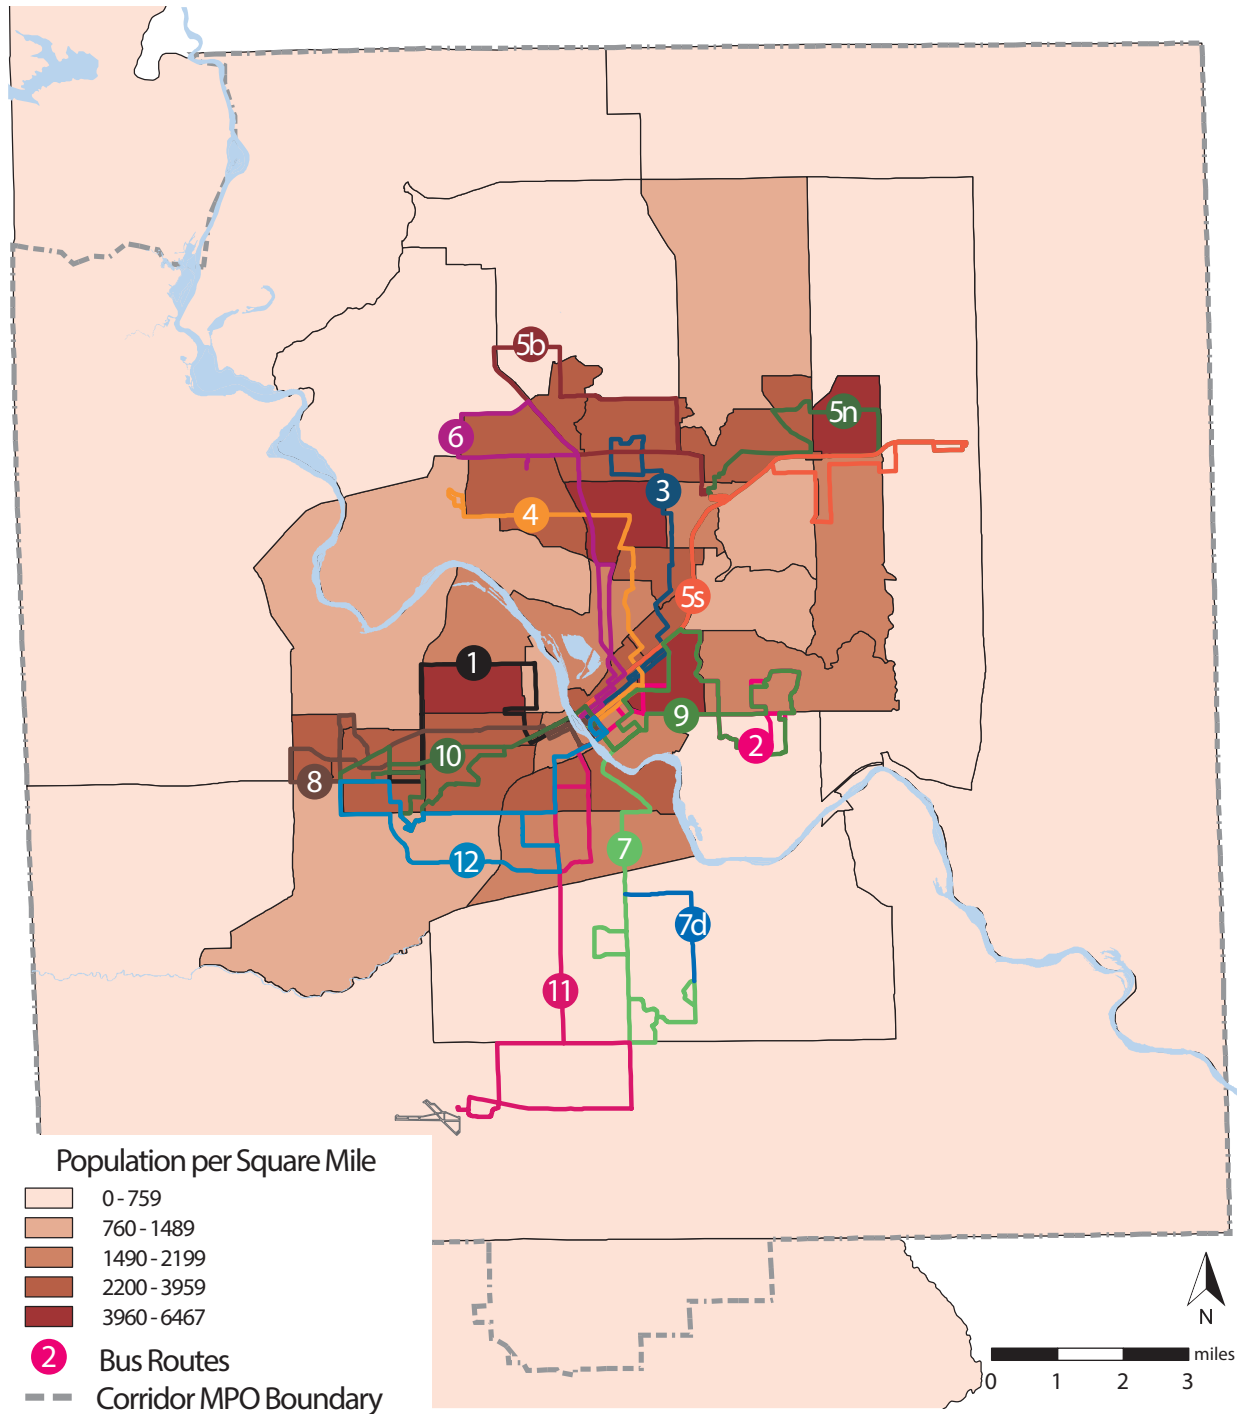 5b
5n
6
3
4
5s
1
9
2
10
8
7
12
7d
11
Population per Square Mile
0 - 759
760 - 1489
1490 - 2199
2200 - 3959
3960 - 6467
2 Bus Routes
Corridor MPO Boundary
N
miles
0 1 2 3